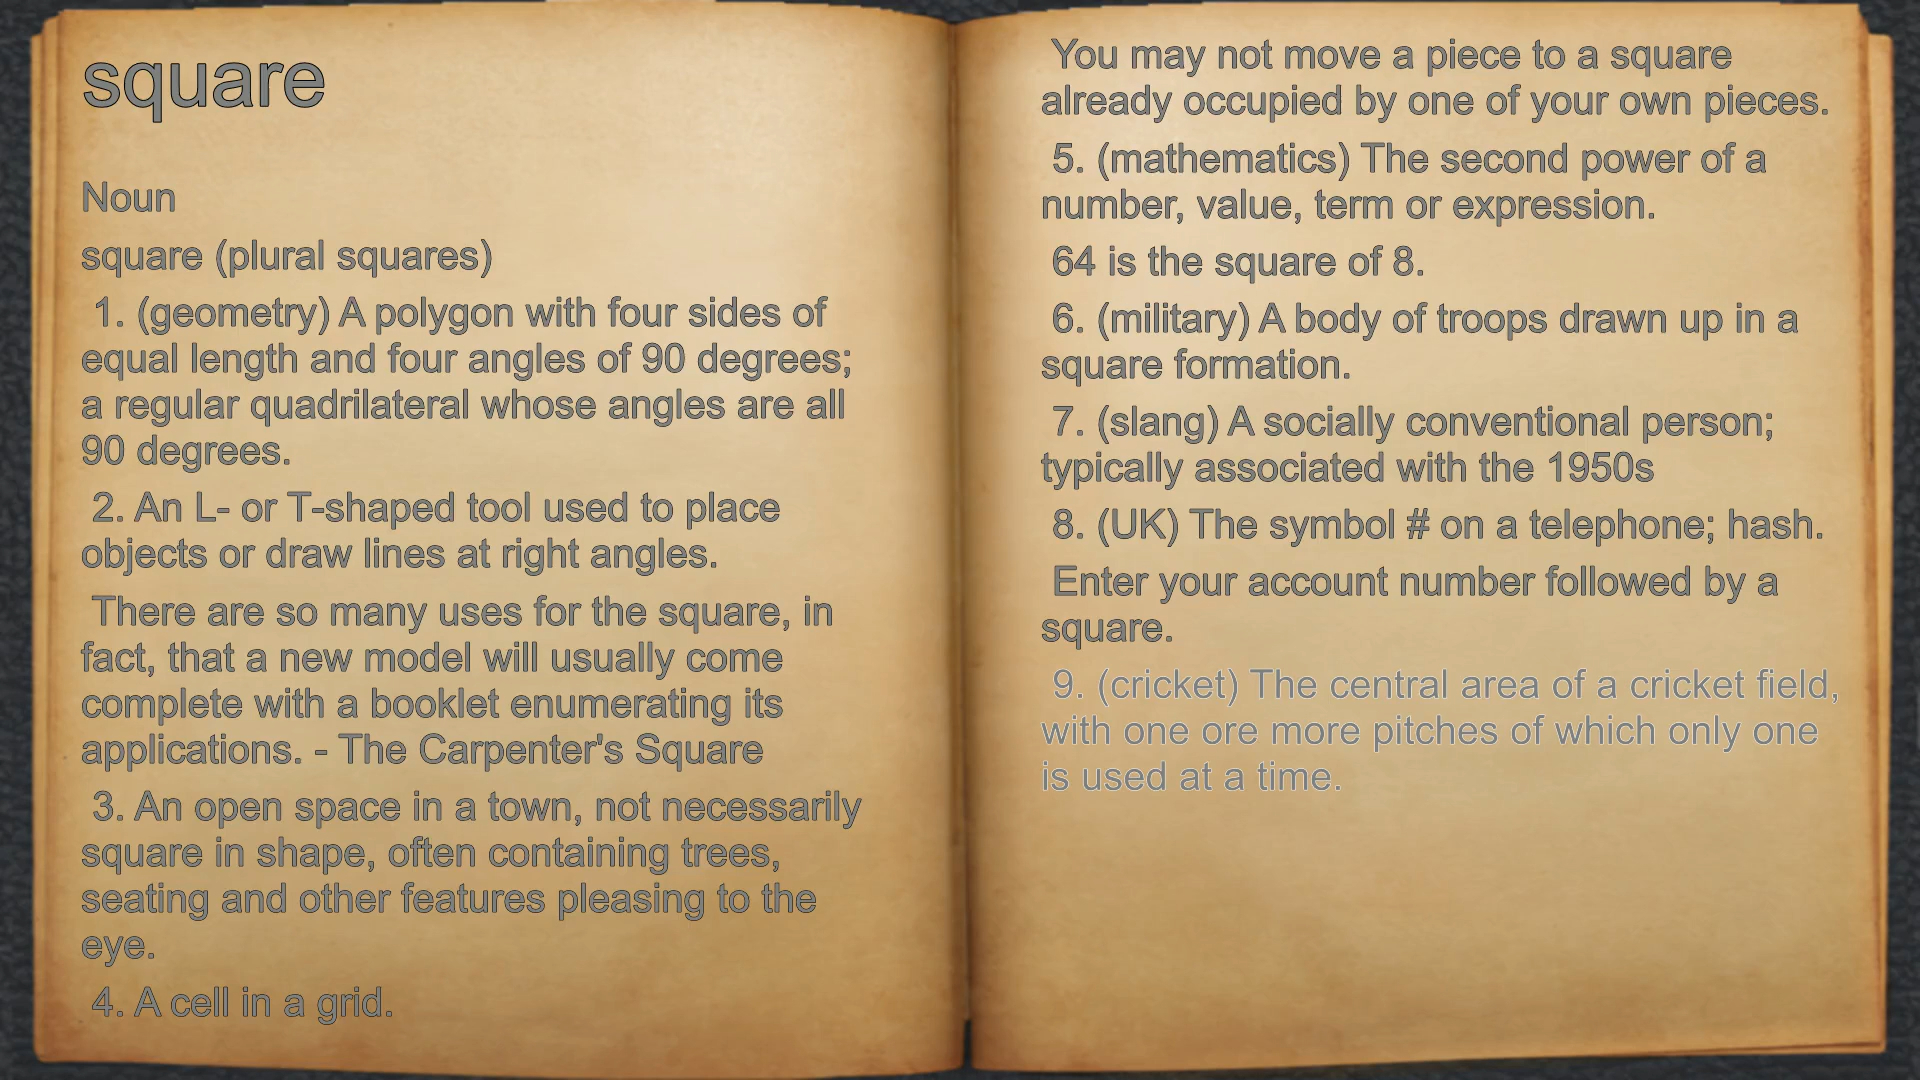 square
Noun
square (plural squares)
1. (geometry) A polygon with four sides of
equal length and four angles of 90 degrees;
a regular quadrilateral whose angles are all
90 degrees.
2. An L- or T-shaped tool used to place
objects or draw lines at right angles.
There are so many uses for the square, in
fact, that a new model will usually come
complete with a booklet enumerating its
applications. - The Carpenter's Square
3. An open space in a town, not necessarily
square in shape, often containing trees,
seating and other features pleasing to the
eye.
4. A cell in a grid.
You may not move a piece to a square
already occupied by one of your own pieces.
5. (mathematics) The second power of a
number, value, term or expression.
64 is the square of 8.
6. (military) A body of troops drawn up in a
square formation.
7. (slang) A socially conventional person;
typically associated with the 1950s
8. (UK) The symbol # on a telephone; hash.
Enter your account number followed by a
square.
9. (cricket) The central area of a cricket field,
with one ore more pitches of which only one
is used at a time.